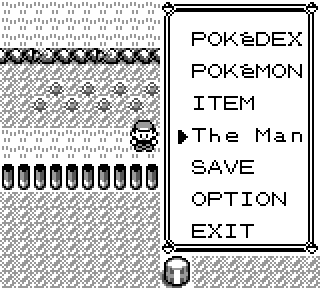 POKéDEX
POKéMON
ITEM
The Man
SAVE
OPTION
EXIT